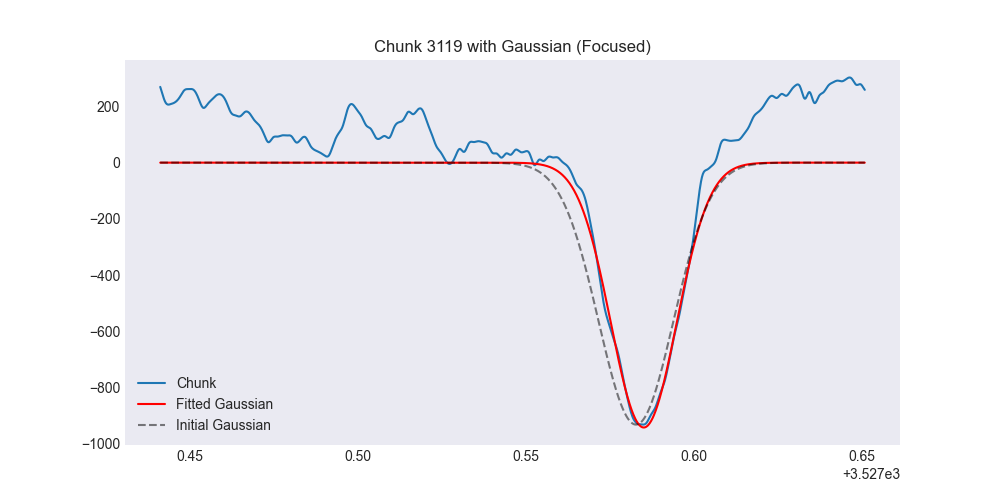 Chunk 3119 with Gaussian (Focused)
200
0
−200
−400
−600
−800
−1000
Chunk
Fitted Gaussian
Initial Gaussian
0.45 0.50 0.55 0.60 0.65
+3.527e3